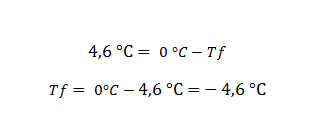 4,6 °C = 0 °C − Tf
Tf = 0°C − 4,6 °C = − 4,6 °C